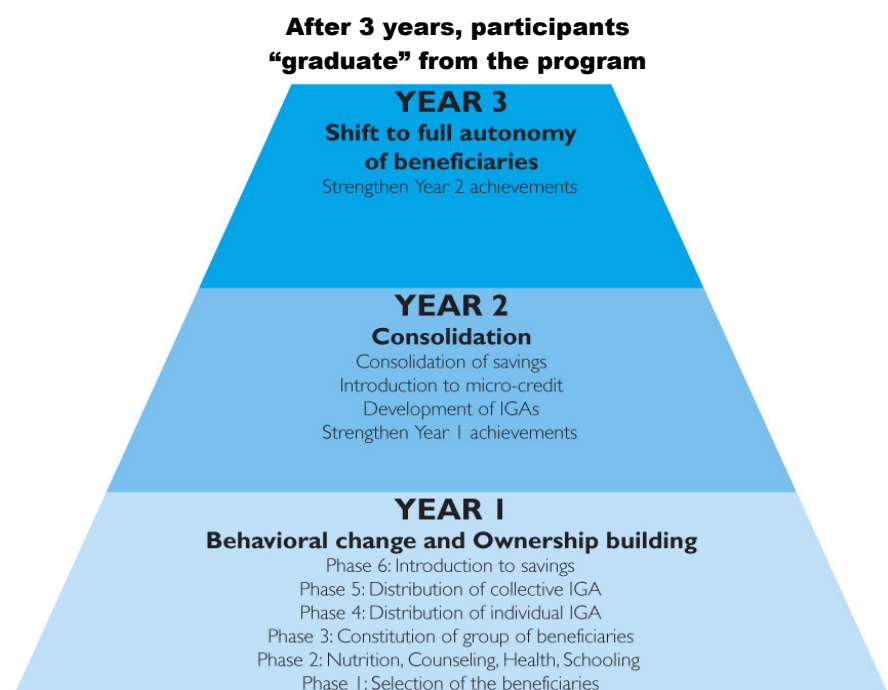 After 3 years, participants
“graduate” from the program
YEAR 3
Shift to full autonomy
of beneficiaries
Strengthen Year 2 achievements
YEAR 2
Consolidation
Consolidation of savings
Introduction to micro-credit
Development of IGAs
Strengthen Year 1 achievements
YEAR 1
Behavioral change and Ownership building
Phase 6: Introduction to savings
Phase 5: Distribution of collective IGA
Phase 4: Distribution of individual IGA
Phase 3: Constitution of group of beneficiaries
Phase 2: Nutrition, Counseling, Health, Schooling
Phase 1: Selection of the beneficiaries